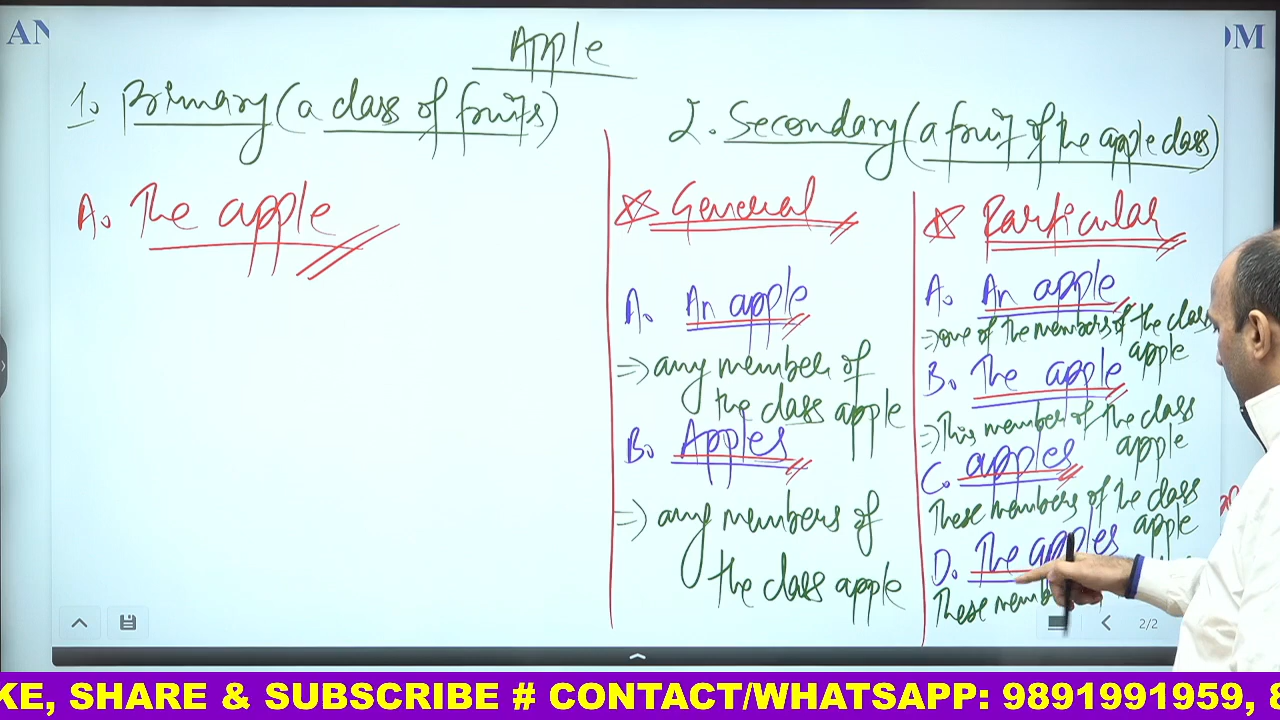 AN
OM
Apple
1. Primary (a class of fruits)
A. The apple
2. Secondary (a fruit of the apple class)
General
A. An apple
=> any member of
the class apple
B. Apples
=> any members of
the class apple
Particular
A. An apple
=> one of the members of the class
apple
B. The apple
=> This member of the class
apple
C. apples
These members of the class
apple
D. The apples
These memb
2/2
KE, SHARE & SUBSCRIBE # CONTACT/WHATSAPP: 9891991959, 8